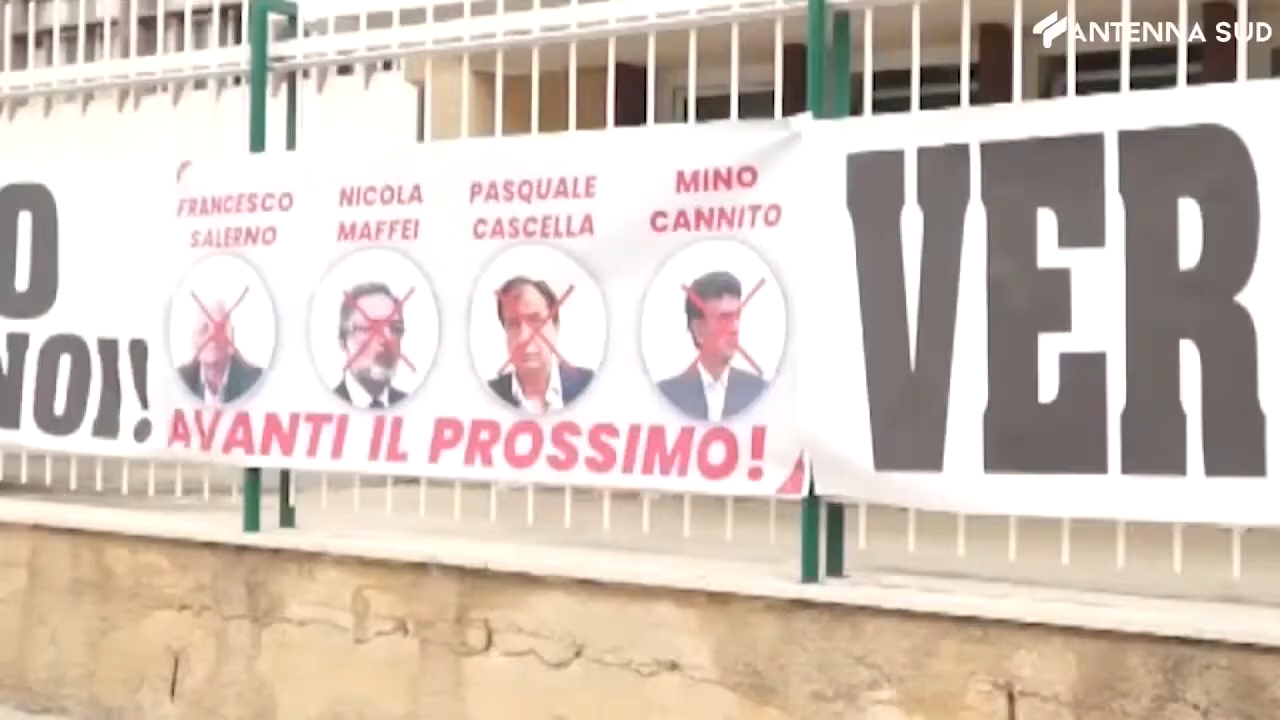 ANTENNA SUD
O
NOI!
FRANCESCO
SALERNO
NICOLA
MAFFEI
PASQUALE
CASCELLA
MINO
CANNITO
AVANTI IL PROSSIMO!
VER